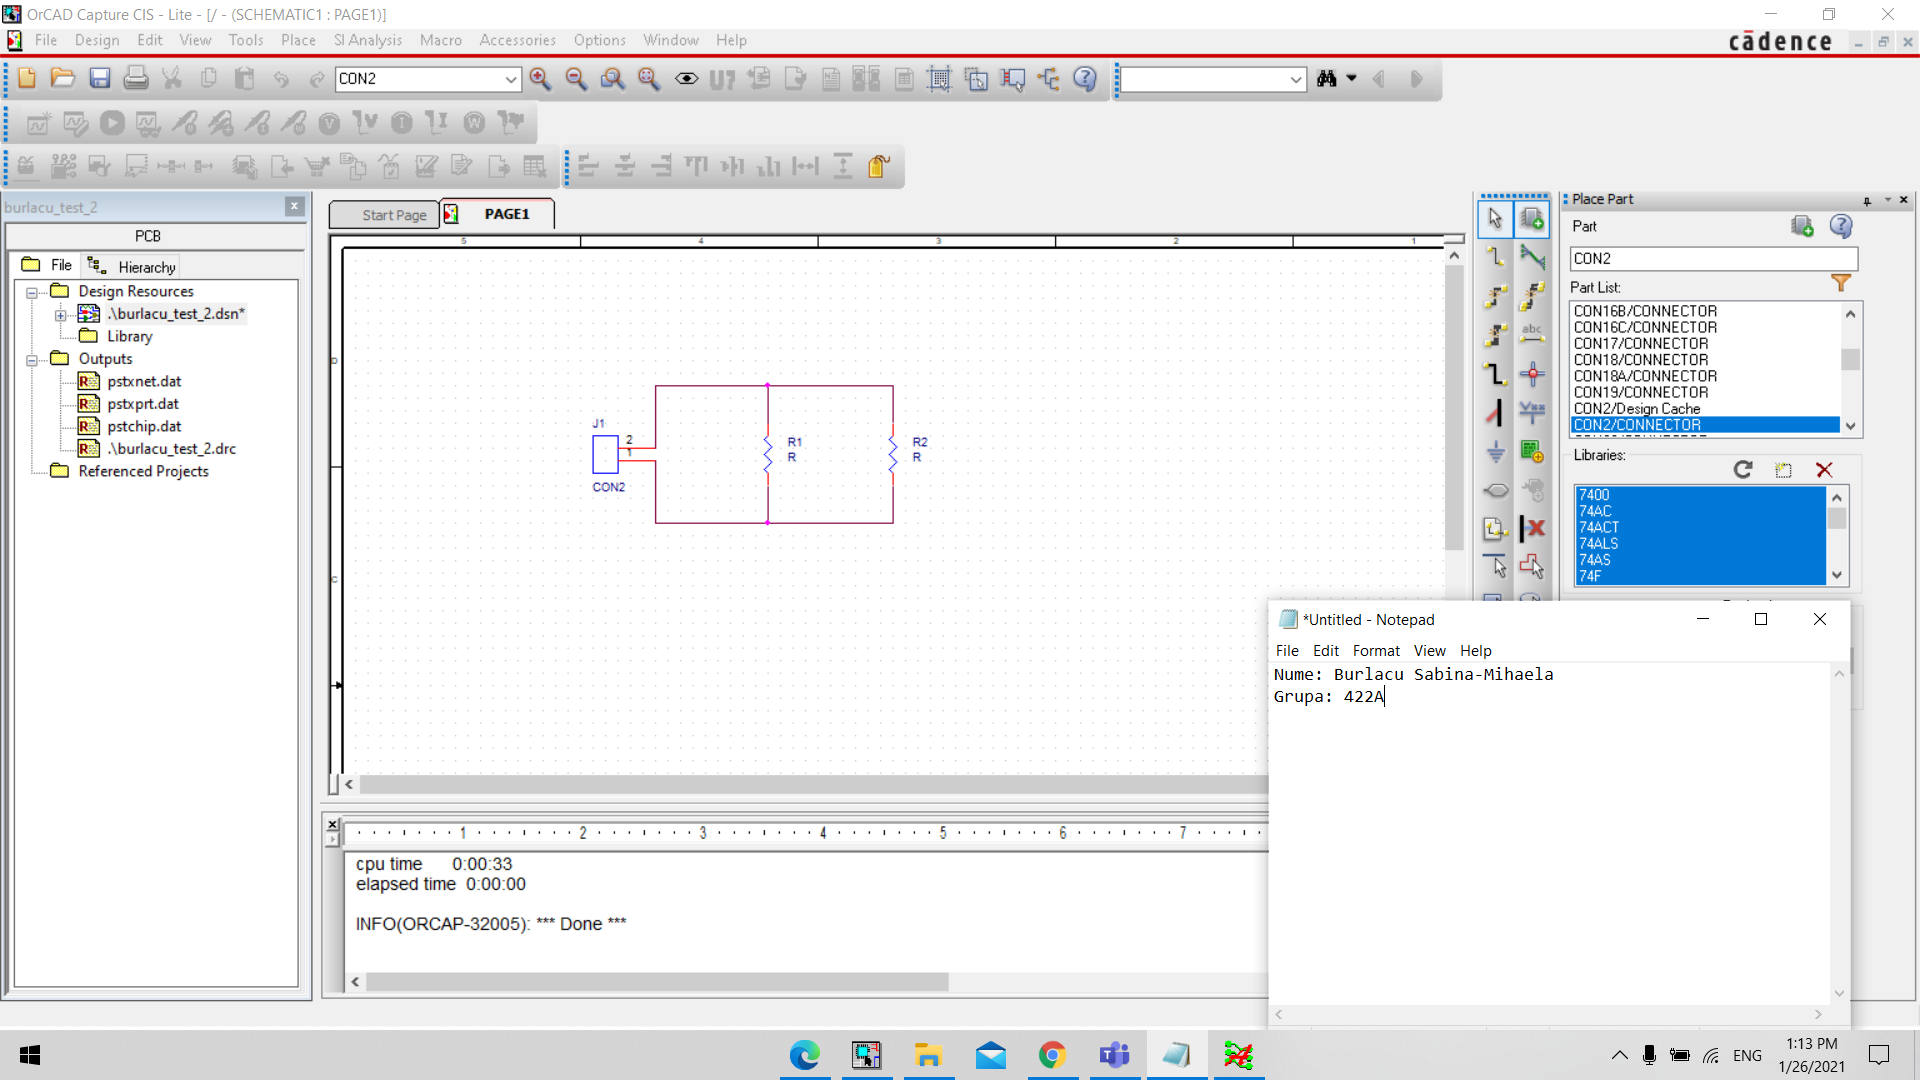 OrCAD Capture CIS - Lite - [/ - (SCHEMATIC1 : PAGE1)]
File Design Edit View Tools Place SI Analysis Macro Accessories Options Window Help
cādence
CON2
U?
burlacu_test_2
PCB
File
Hierarchy
Design Resources
.\burlacu_test_2.dsn*
Library
Outputs
pstxnet.dat
pstxprt.dat
pstchip.dat
.\burlacu_test_2.drc
Referenced Projects
Start Page
PAGE1
5 4 3 2 1
D
C
J1
2
1
CON2
R1
R
R2
R
1 2 3 4 5 6 7
cpu time 0:00:33
elapsed time 0:00:00
INFO(ORCAP-32005): *** Done ***
abc
Place Part
Part
CON2
Part List:
CON16B/CONNECTOR
CON16C/CONNECTOR
CON17/CONNECTOR
CON18/CONNECTOR
CON18A/CONNECTOR
CON19/CONNECTOR
CON2/Design Cache
CON2/CONNECTOR
Libraries:
7400
74AC
74ACT
74ALS
74AS
74F
*Untitled - Notepad
File Edit Format View Help
Nume: Burlacu Sabina-Mihaela
Grupa: 422A
ENG
1:13 PM
1/26/2021